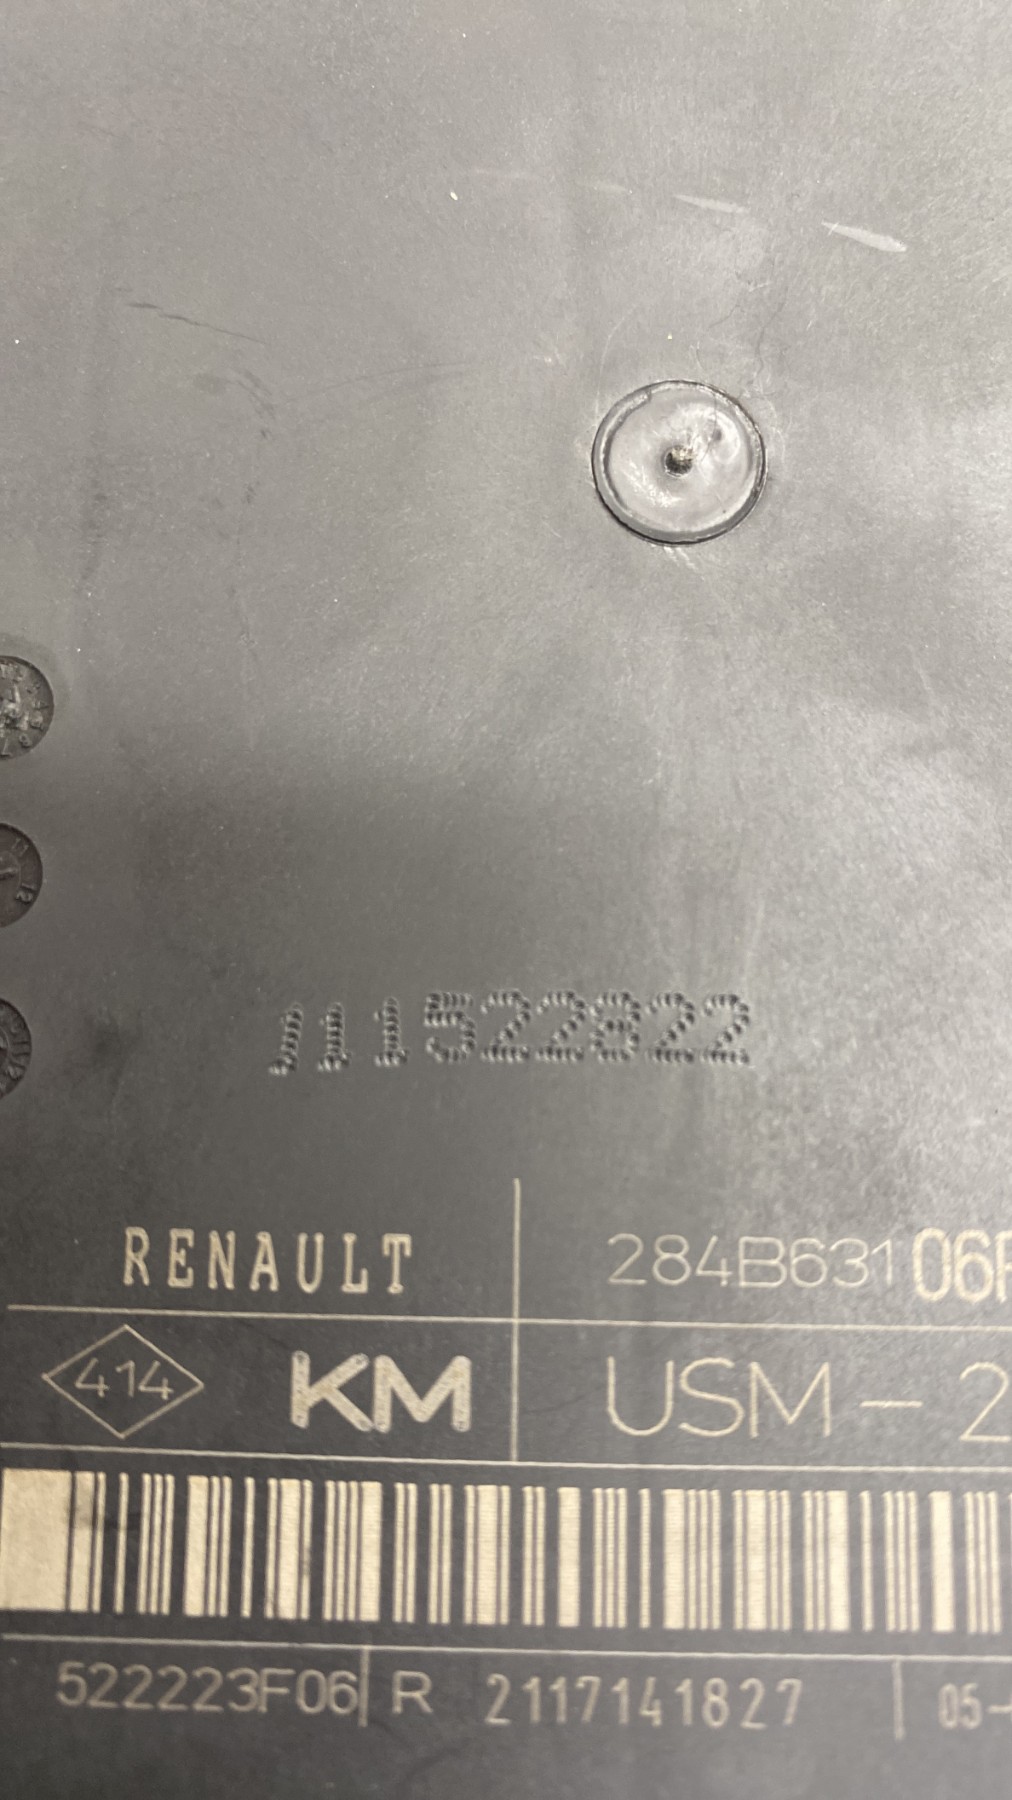 111522822
RENAULT 284B631 06R
414 KM USM - 2
522223F06 R 2117141827 05-